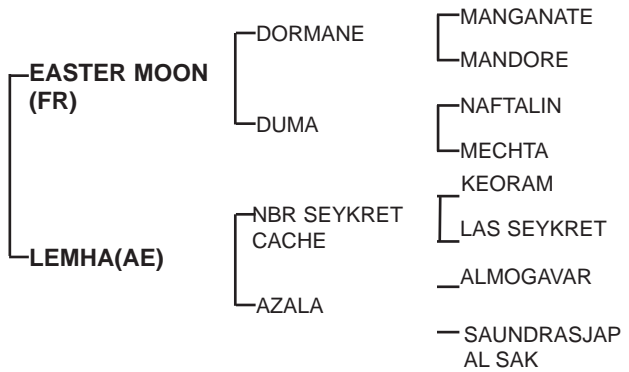 MANGANATE
DORMANE
MANDORE
EASTER MOON
(FR)
NAFTALIN
DUMA
MECHTA
KEORAM
NBR SEYKRET
CACHE
LAS SEYKRET
LEMHA(AE)
ALMOGAVAR
AZALA
SAUNDRASJAP
AL SAK